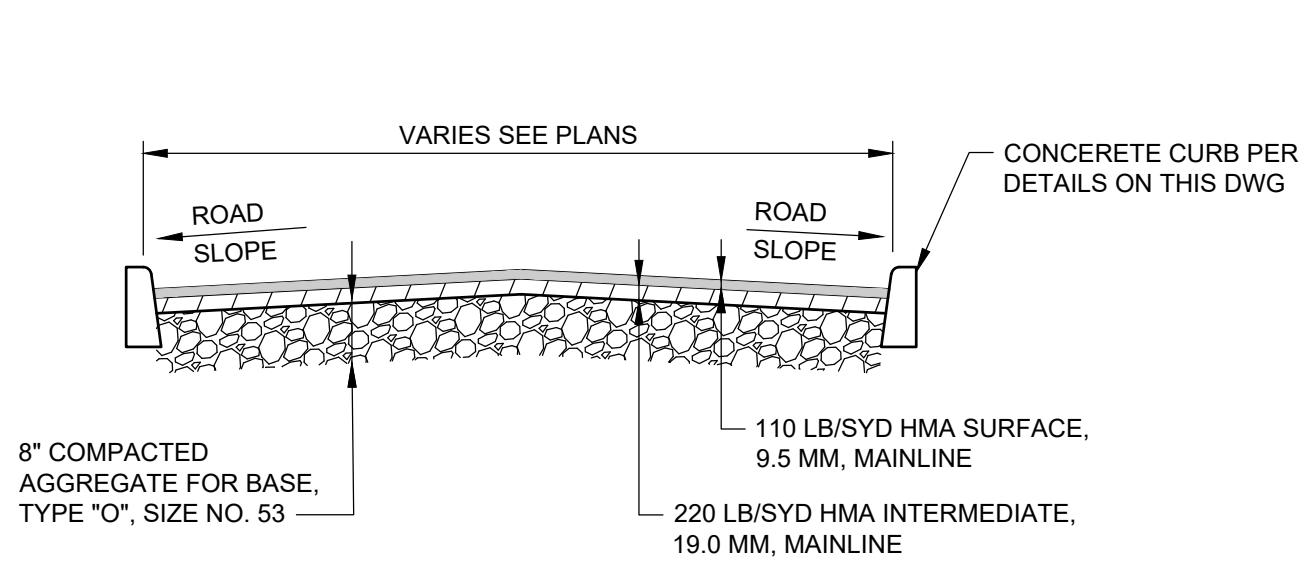 VARIES SEE PLANS
CONCERETE CURB PER
DETAILS ON THIS DWG
ROAD
SLOPE
ROAD
SLOPE
8" COMPACTED
AGGREGATE FOR BASE,
TYPE "O", SIZE NO. 53
110 LB/SYD HMA SURFACE,
9.5 MM, MAINLINE
220 LB/SYD HMA INTERMEDIATE,
19.0 MM, MAINLINE